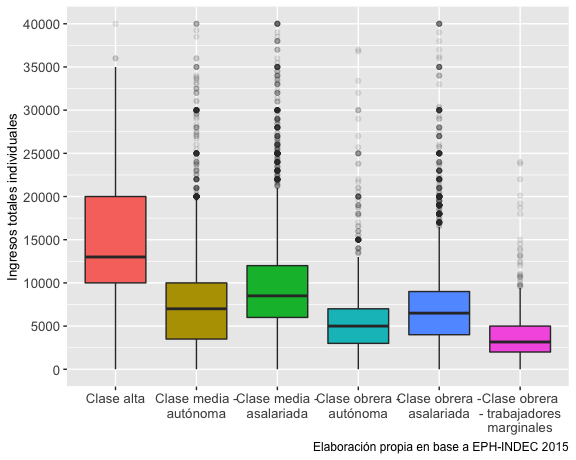 Ingresos totales individuales
40000
35000
30000
25000
20000
15000
10000
5000
0
Clase alta
Clase media -
autónoma
Clase media -
asalariada
Clase obrera -
autónoma
Clase obrera -
asalariada
Clase obrera
- trabajadores
marginales
Elaboración propia en base a EPH-INDEC 2015